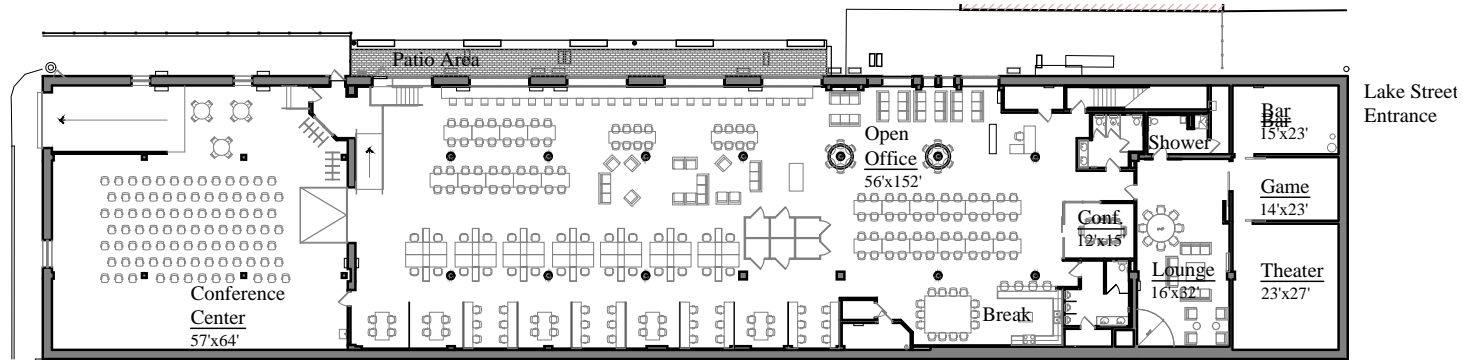 Patio Area
Lake Street
Entrance
Bar
Bar
15'x23'
Open
Office
56'x152'
Shower
Game
14'x23'
Conf.
12'x15'
Lounge
16'x32'
Theater
23'x27'
Conference
Center
57'x64'
Break